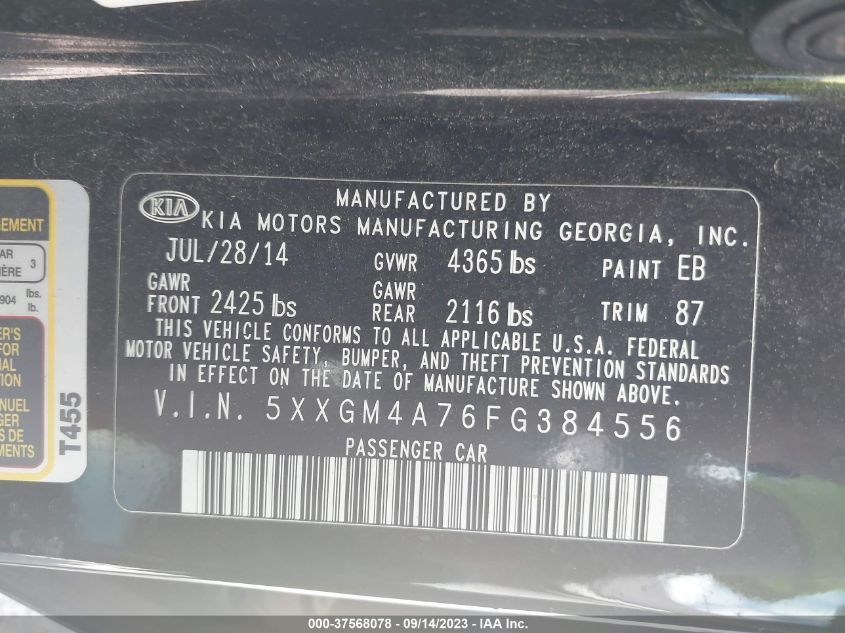 MANUFACTURED BY
KIA KIA MOTORS MANUFACTURING GEORGIA, INC.
JUL/28/14 GVWR 4365 lbs PAINT EB
GAWR FRONT 2425 lbs GAWR REAR 2116 lbs TRIM 87
THIS VEHICLE CONFORMS TO ALL APPLICABLE U.S.A. FEDERAL
MOTOR VEHICLE SAFETY, BUMPER, AND THEFT PREVENTION STANDARDS
IN EFFECT ON THE DATE OF MANUFACTURE SHOWN ABOVE.
V.I.N. 5XXGM4A76FG384556
PASSENGER CAR
3
904 lbs.
lb.
FOR
T455
000-37568078 - 09/14/2023 - IAA Inc.